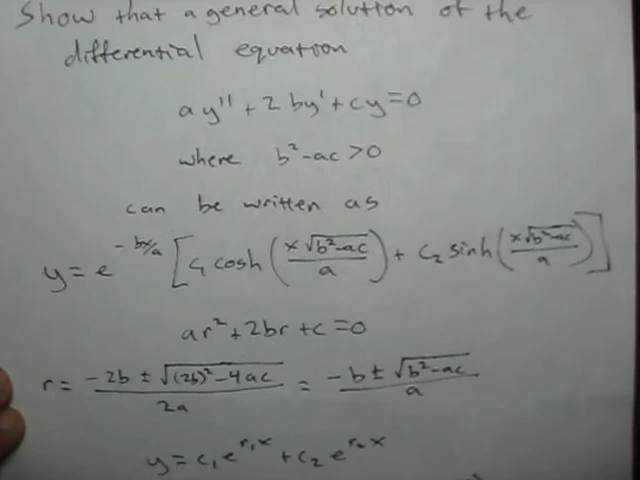 Show that a general solution of the
differential equation
ay'' + 2by' + cy = 0
where b² - ac > 0
can be written as
y = e^(-bx/a) [c₁ cosh (x√(b²-ac)/a) + c₂ sinh (x√(b²-ac)/a)]
ar² + 2br + c = 0
r = (-2b ± √((2b)² - 4ac))/2a = (-b ± √(b²-ac))/a
y = c₁e^(r₁x) + c₂e^(r₂x)